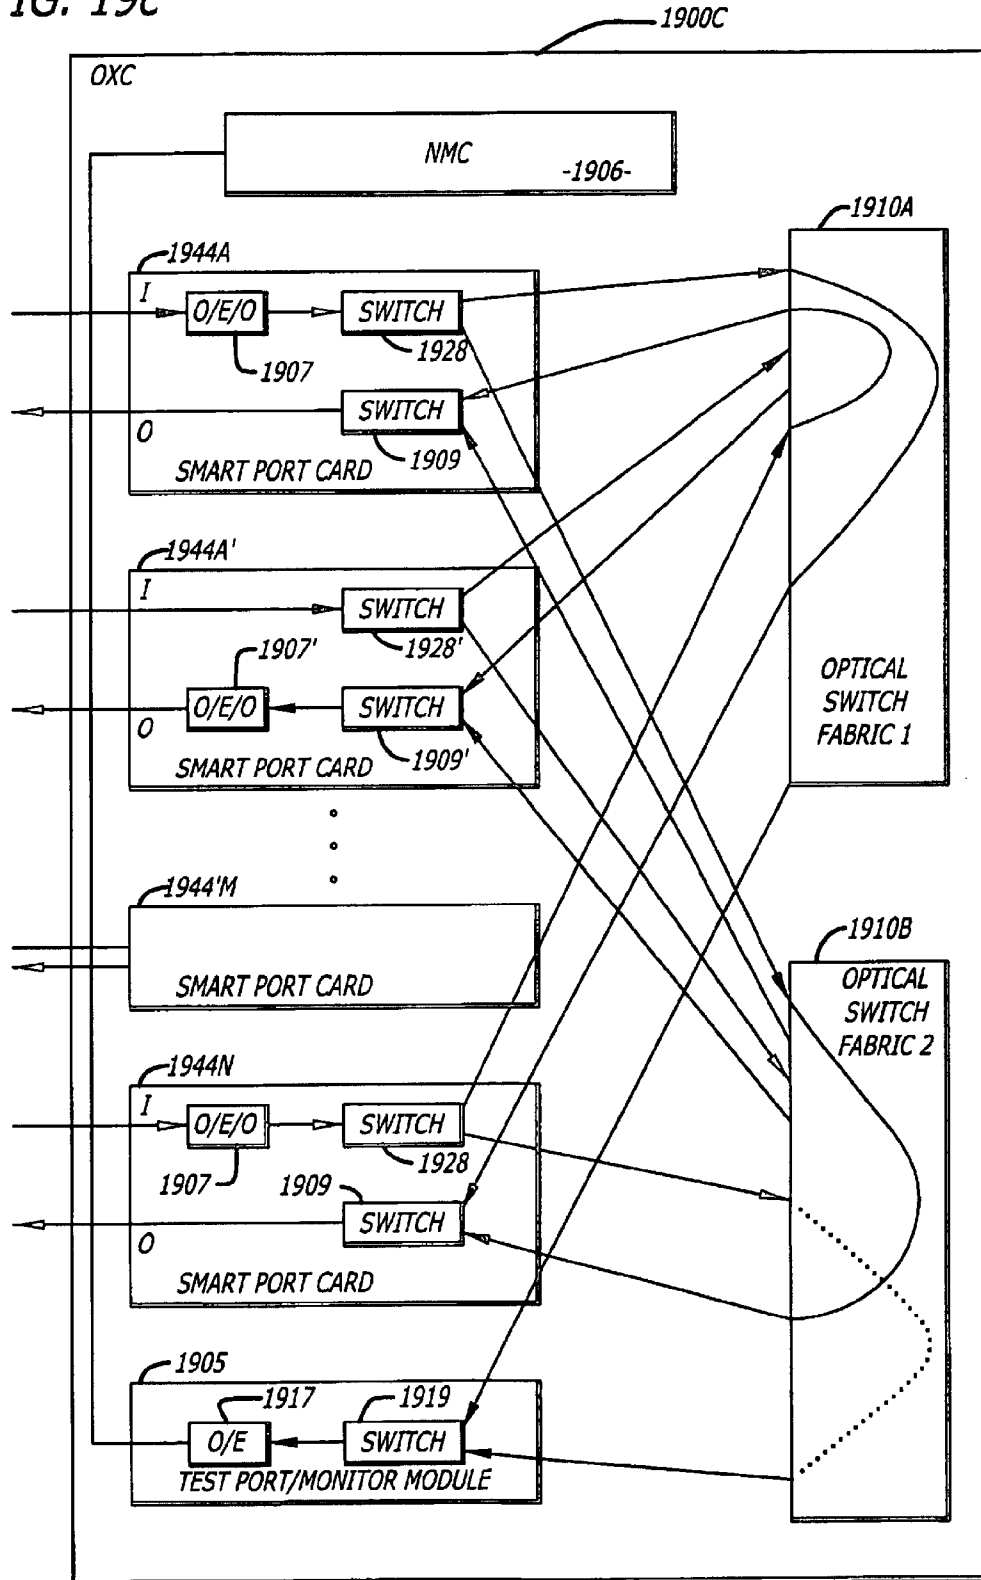 IG. 19C
1900C
OXC
NMC
-1906-
1910A
1944A
I
O/E/O
SWITCH
1907
1928
SWITCH
O
1909
SMART PORT CARD
1944A'
I
SWITCH
1907'
1928'
O/E/O
SWITCH
O
1909'
SMART PORT CARD
OPTICAL
SWITCH
FABRIC 1
1944'M
SMART PORT CARD
1910B
OPTICAL
SWITCH
FABRIC 2
1944N
I
O/E/O
SWITCH
1907
1928
1909
SWITCH
O
SMART PORT CARD
1905
1917
1919
O/E
SWITCH
TEST PORT/MONITOR MODULE